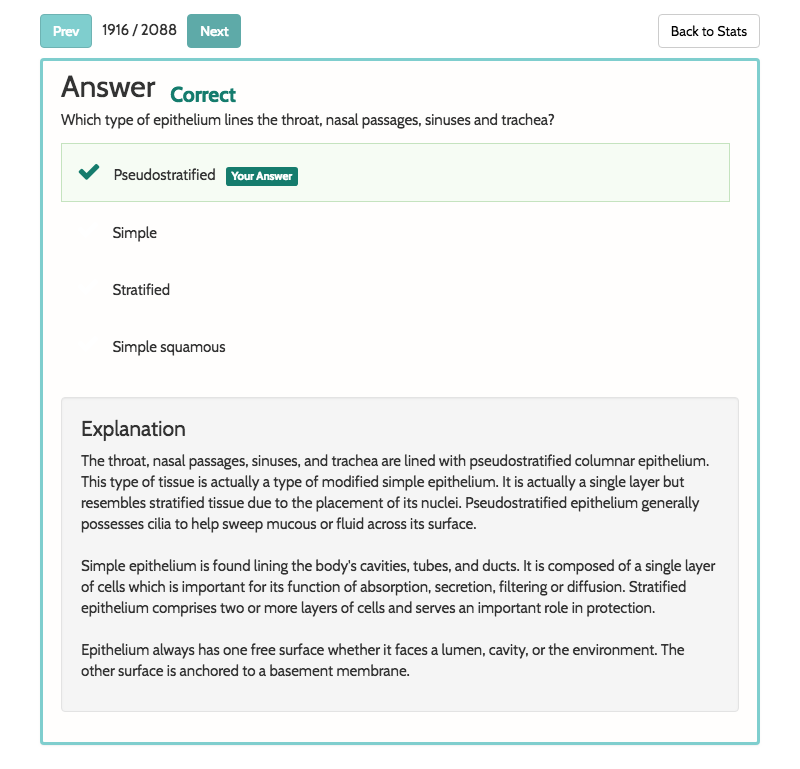 Prev 1916 / 2088 Next Back to Stats
Answer Correct
Which type of epithelium lines the throat, nasal passages, sinuses and trachea?
Pseudostratified Your Answer
Simple
Stratified
Simple squamous
Explanation
The throat, nasal passages, sinuses, and trachea are lined with pseudostratified columnar epithelium.
This type of tissue is actually a type of modified simple epithelium. It is actually a single layer but
resembles stratified tissue due to the placement of its nuclei. Pseudostratified epithelium generally
possesses cilia to help sweep mucous or fluid across its surface.
Simple epithelium is found lining the body's cavities, tubes, and ducts. It is composed of a single layer
of cells which is important for its function of absorption, secretion, filtering or diffusion. Stratified
epithelium comprises two or more layers of cells and serves an important role in protection.
Epithelium always has one free surface whether it faces a lumen, cavity, or the environment. The
other surface is anchored to a basement membrane.